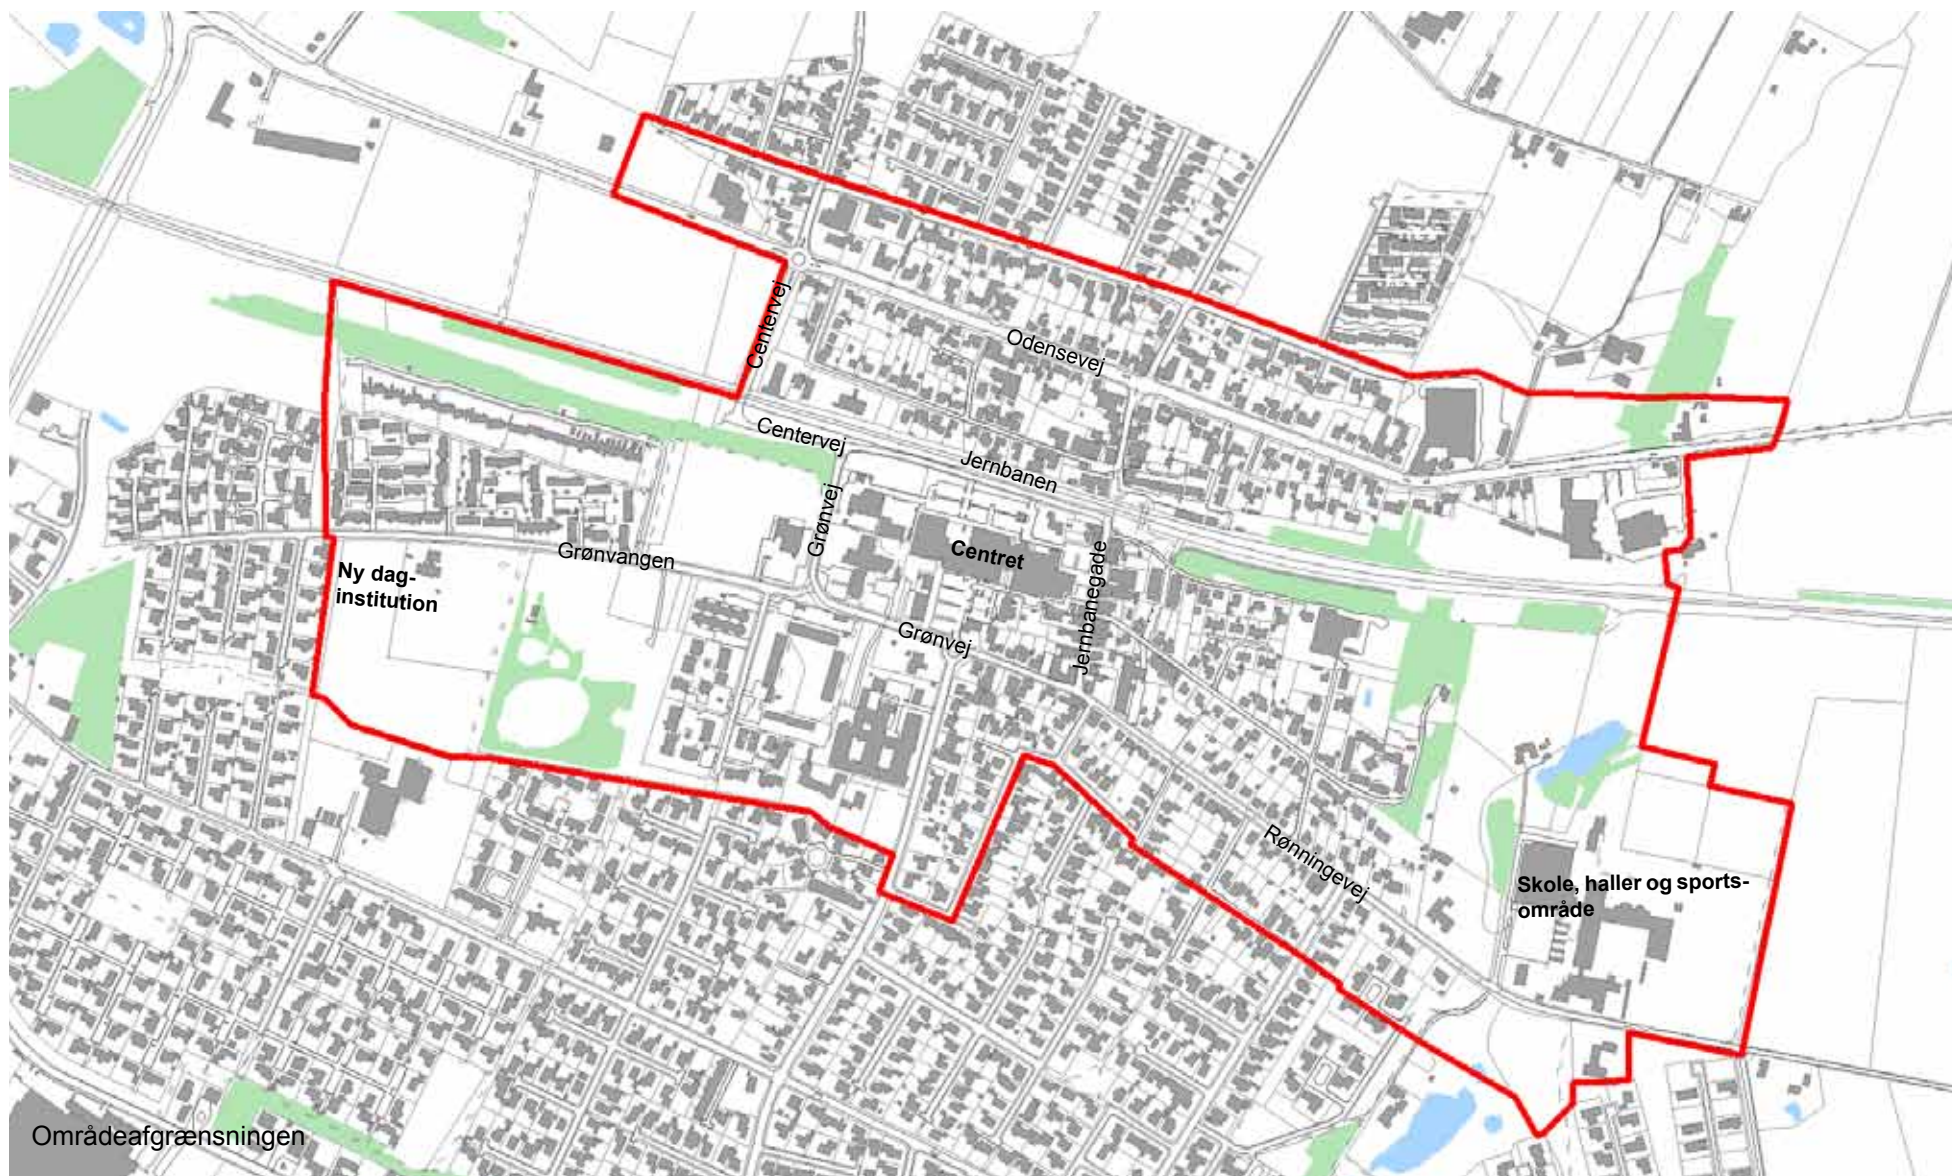 Centervej
Odensevej
Centervej
Jernbanen
Grønvej
Centret
Grønvangen
Jernbanegade
Ny dag-
institution
Grønvej
Rønningevej
Skole, haller og sports-
område
Områdeafgrænsningen